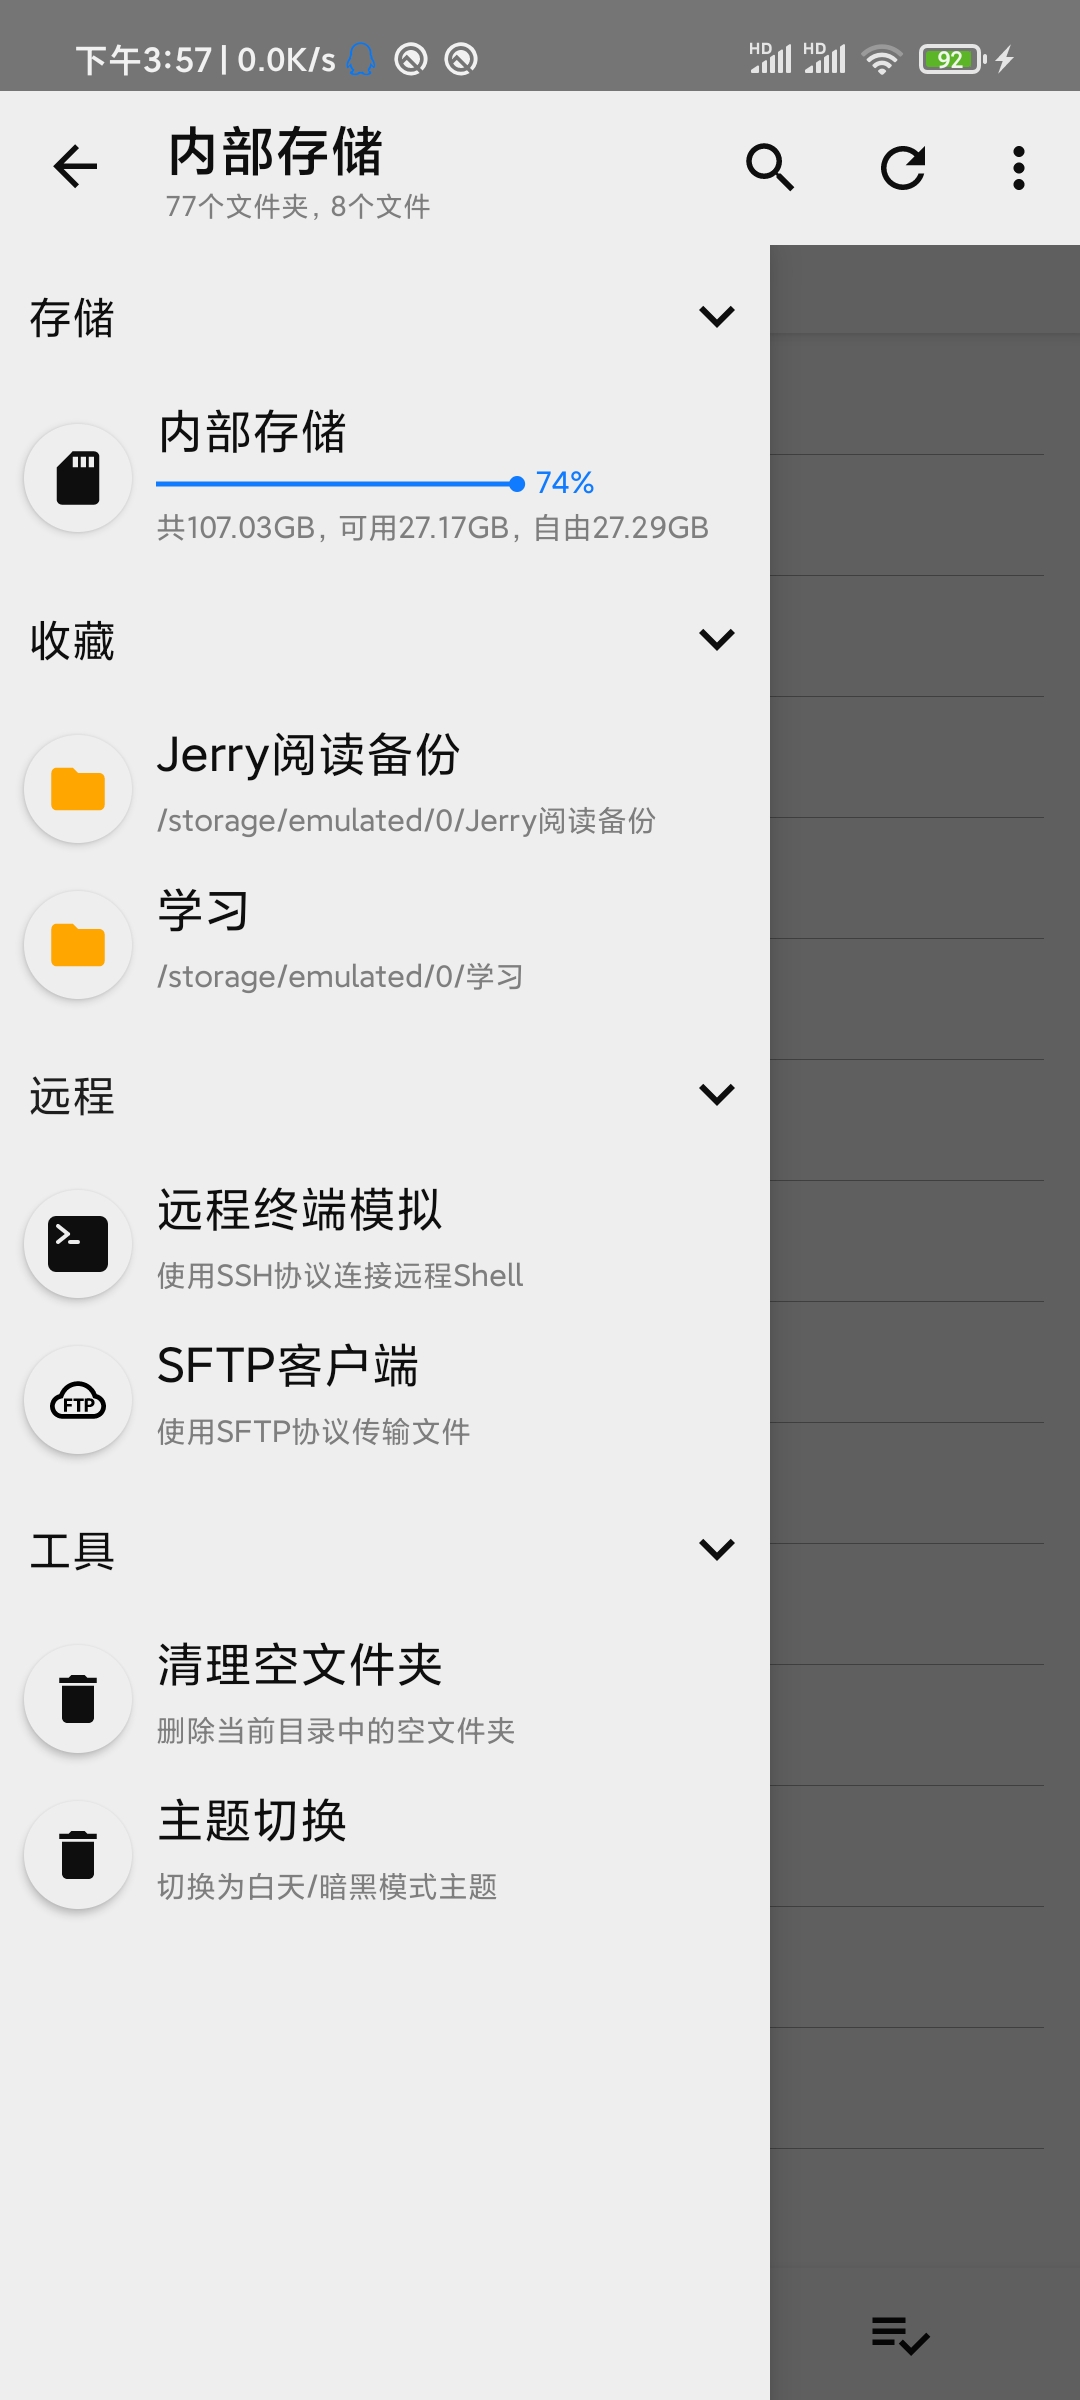 下午3:57 | 0.0K/s
HD HD 92
内部存储
77个文件夹, 8个文件
存储
内部存储
74%
共107.03GB, 可用27.17GB, 自由27.29GB
收藏
Jerry阅读备份
/storage/emulated/0/Jerry阅读备份
学习
/storage/emulated/0/学习
远程
远程终端模拟
使用SSH协议连接远程Shell
SFTP客户端
FTP
使用SFTP协议传输文件
工具
清理空文件夹
删除当前目录中的空文件夹
主题切换
切换为白天/暗黑模式主题